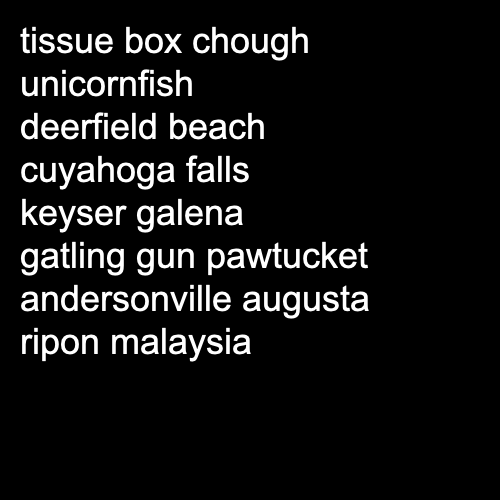 tissue box chough
unicornfish
deerfield beach
cuyahoga falls
keyser galena
gatling gun pawtucket
andersonville augusta
ripon malaysia